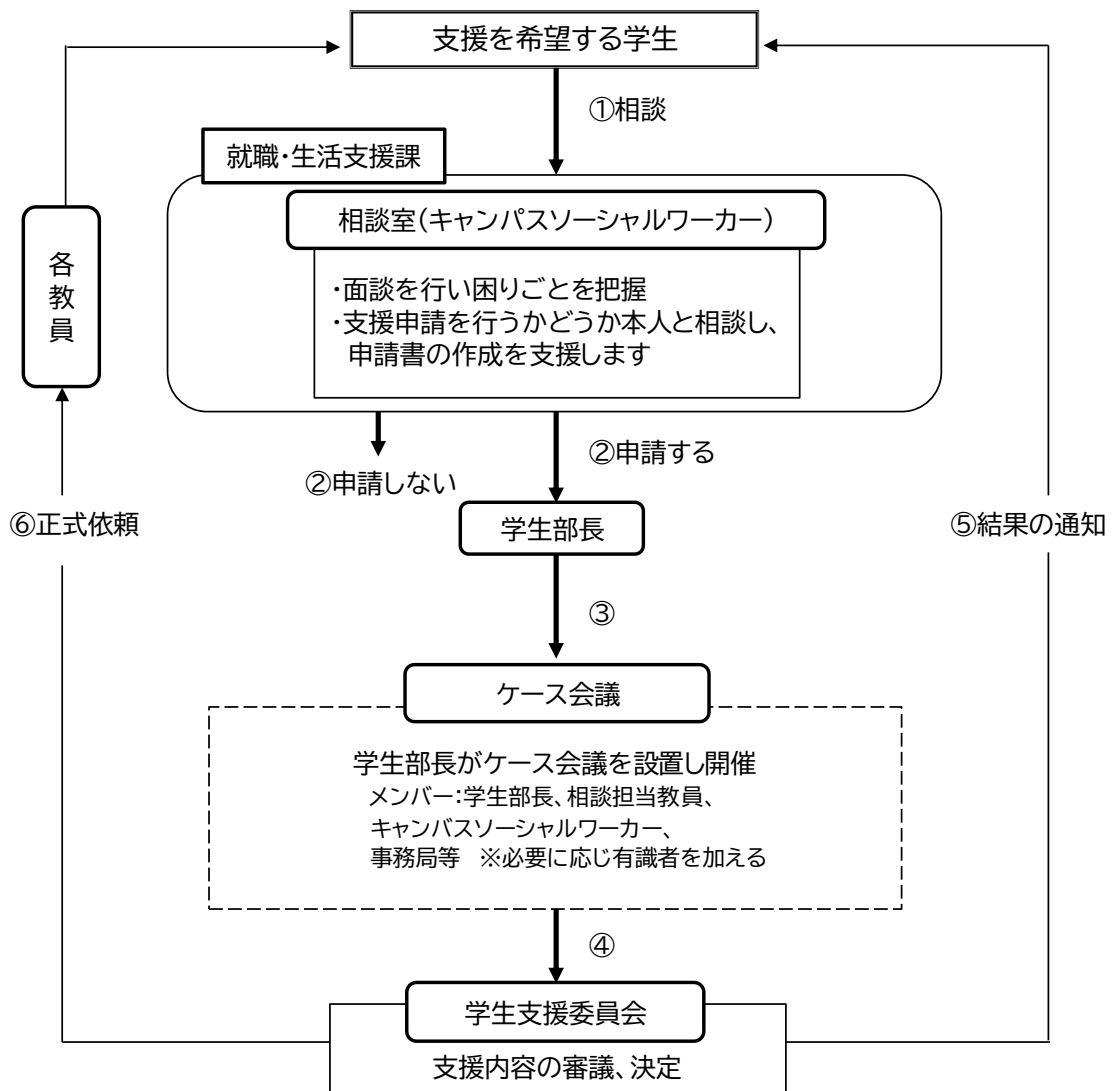 支援を希望する学生
①相談
就職・生活支援課
相談室(キャンパスソーシャルワーカー)
・面談を行い困りごとを把握
・支援申請を行うかどうか本人と相談し、
申請書の作成を支援します
各教員
②申請する
②申請しない
学生部長
⑥正式依頼
⑤結果の通知
③
ケース会議
学生部長がケース会議を設置し開催
メンバー:学生部長、相談担当教員、
キャンバスソーシャルワーカー、
事務局等 ※必要に応じ有識者を加える
④
学生支援委員会
支援内容の審議、決定